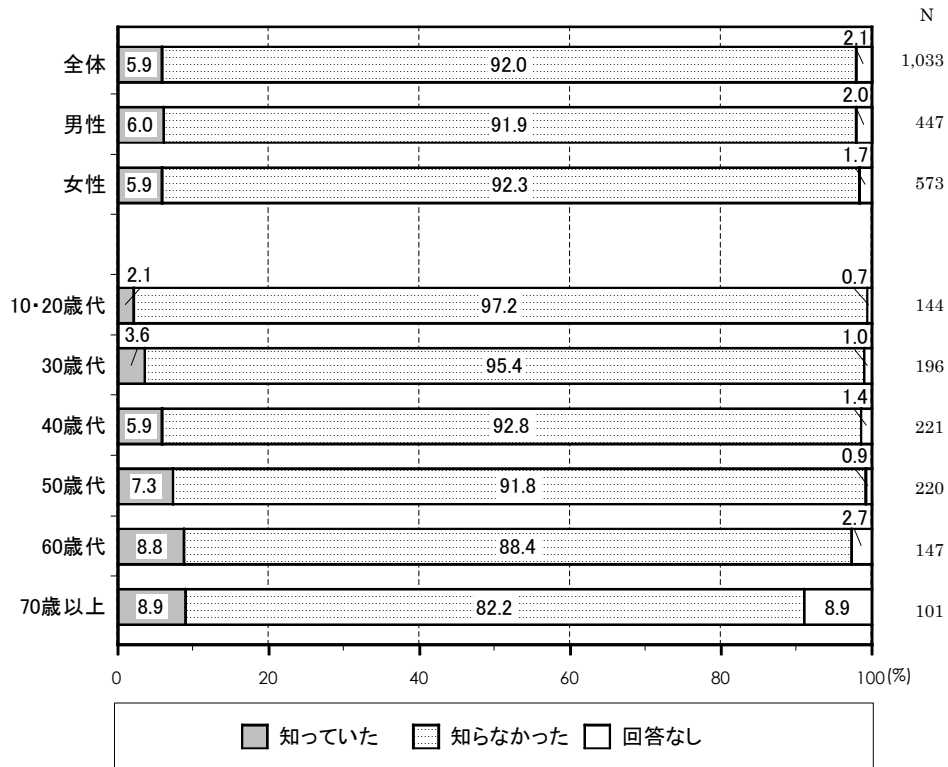 N
2.1
全体 5.9 92.0 1,033
2.0
男性 6.0 91.9 447
1.7
女性 5.9 92.3 573
2.1 0.7
10・20歳代 97.2 144
3.6 1.0
30歳代 95.4 196
1.4
40歳代 5.9 92.8 221
0.9
50歳代 7.3 91.8 220
2.7
60歳代 8.8 88.4 147
70歳以上 8.9 82.2 8.9 101
0 20 40 60 80 100(%)
知っていた 知らなかった 回答なし